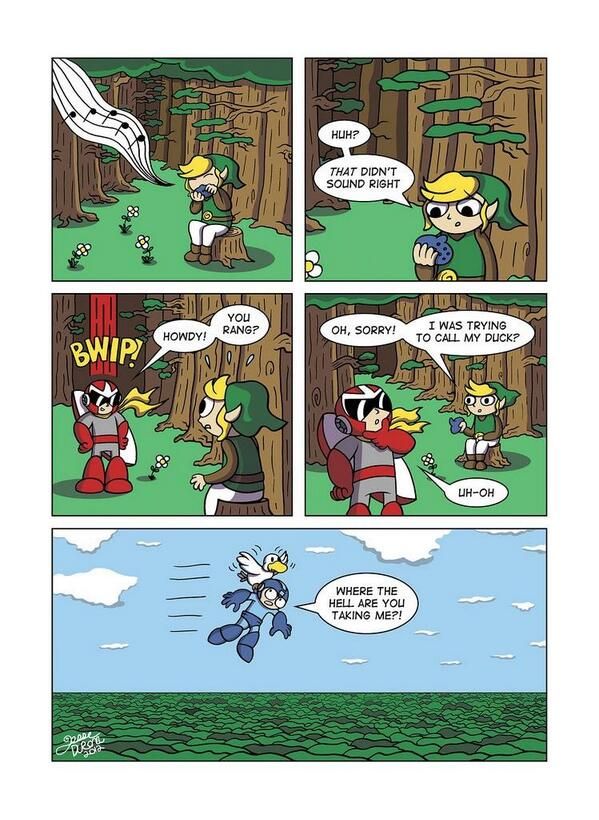 HUH?
THAT DIDN'T
SOUND RIGHT
BWIP!
HOWDY!
YOU
RANG?
OH, SORRY!
I WAS TRYING
TO CALL MY DUCK?
UH-OH
WHERE THE
HELL ARE YOU
TAKING ME?!
2012